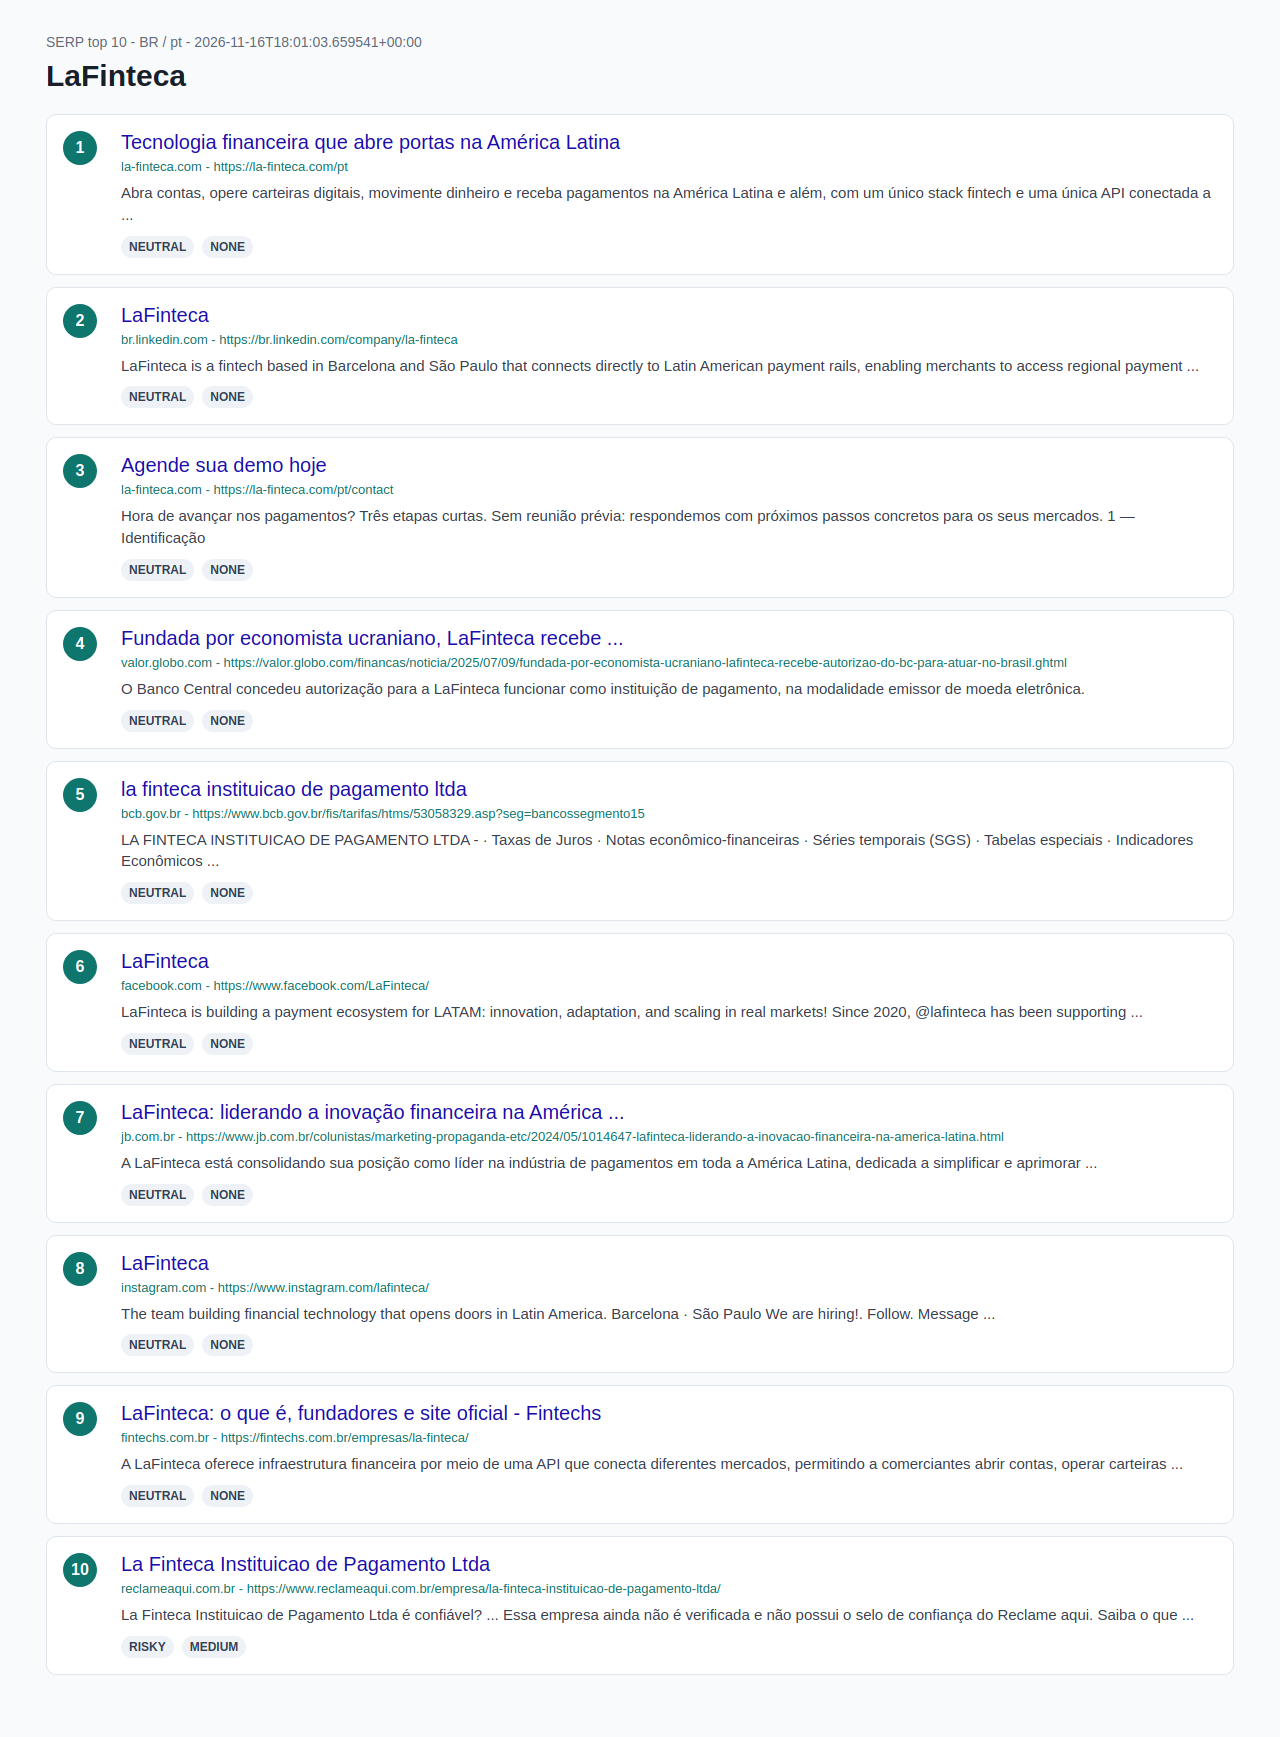 SERP top 10 - BR / pt - 2026-11-16T18:01:03.659541+00:00
LaFinteca
1
Tecnologia financeira que abre portas na América Latina
la-finteca.com - https://la-finteca.com/pt
Abra contas, opere carteiras digitais, movimente dinheiro e receba pagamentos na América Latina e além, com um único stack fintech e uma única API conectada a
...
NEUTRAL NONE
2
LaFinteca
br.linkedin.com - https://br.linkedin.com/company/la-finteca
LaFinteca is a fintech based in Barcelona and São Paulo that connects directly to Latin American payment rails, enabling merchants to access regional payment ...
NEUTRAL NONE
3
Agende sua demo hoje
la-finteca.com - https://la-finteca.com/pt/contact
Hora de avançar nos pagamentos? Três etapas curtas. Sem reunião prévia: respondemos com próximos passos concretos para os seus mercados. 1 —
Identificação
NEUTRAL NONE
4
Fundada por economista ucraniano, LaFinteca recebe ...
valor.globo.com - https://valor.globo.com/financas/noticia/2025/07/09/fundada-por-economista-ucraniano-lafinteca-recebe-autorizao-do-bc-para-atuar-no-brasil.ghtml
O Banco Central concedeu autorização para a LaFinteca funcionar como instituição de pagamento, na modalidade emissor de moeda eletrônica.
NEUTRAL NONE
5
la finteca instituicao de pagamento ltda
bcb.gov.br - https://www.bcb.gov.br/fis/tarifas/htms/53058329.asp?seg=bancossegmento15
LA FINTECA INSTITUICAO DE PAGAMENTO LTDA - · Taxas de Juros · Notas econômico-financeiras · Séries temporais (SGS) · Tabelas especiais · Indicadores
Econômicos ...
NEUTRAL NONE
6
LaFinteca
facebook.com - https://www.facebook.com/LaFinteca/
LaFinteca is building a payment ecosystem for LATAM: innovation, adaptation, and scaling in real markets! Since 2020, @lafinteca has been supporting ...
NEUTRAL NONE
7
LaFinteca: liderando a inovação financeira na América ...
jb.com.br - https://www.jb.com.br/colunistas/marketing-propaganda-etc/2024/05/1014647-lafinteca-liderando-a-inovacao-financeira-na-america-latina.html
A LaFinteca está consolidando sua posição como líder na indústria de pagamentos em toda a América Latina, dedicada a simplificar e aprimorar ...
NEUTRAL NONE
8
LaFinteca
instagram.com - https://www.instagram.com/lafinteca/
The team building financial technology that opens doors in Latin America. Barcelona · São Paulo We are hiring!. Follow. Message ...
NEUTRAL NONE
9
LaFinteca: o que é, fundadores e site oficial - Fintechs
fintechs.com.br - https://fintechs.com.br/empresas/la-finteca/
A LaFinteca oferece infraestrutura financeira por meio de uma API que conecta diferentes mercados, permitindo a comerciantes abrir contas, operar carteiras ...
NEUTRAL NONE
10
La Finteca Instituicao de Pagamento Ltda
reclameaqui.com.br - https://www.reclameaqui.com.br/empresa/la-finteca-instituicao-de-pagamento-ltda/
La Finteca Instituicao de Pagamento Ltda é confiável? ... Essa empresa ainda não é verificada e não possui o selo de confiança do Reclame aqui. Saiba o que ...
RISKY MEDIUM